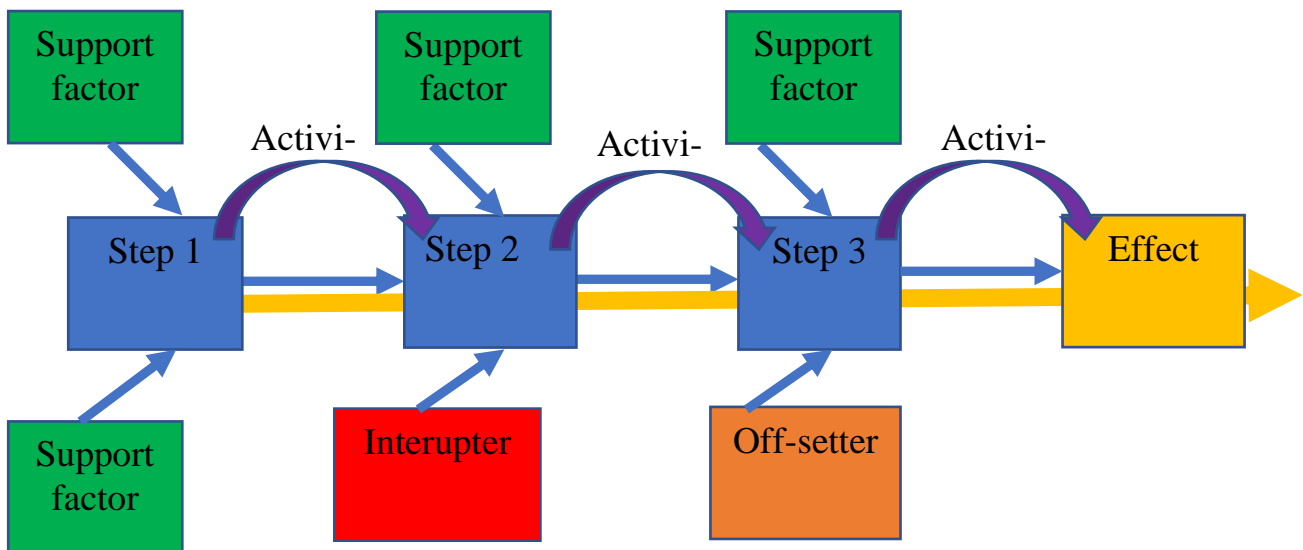 Support
factor
Support
factor
Support
factor
Activi-
Activi-
Activi-
Step 1
Step 2
Step 3
Effect
Support
factor
Interupter
Off-setter